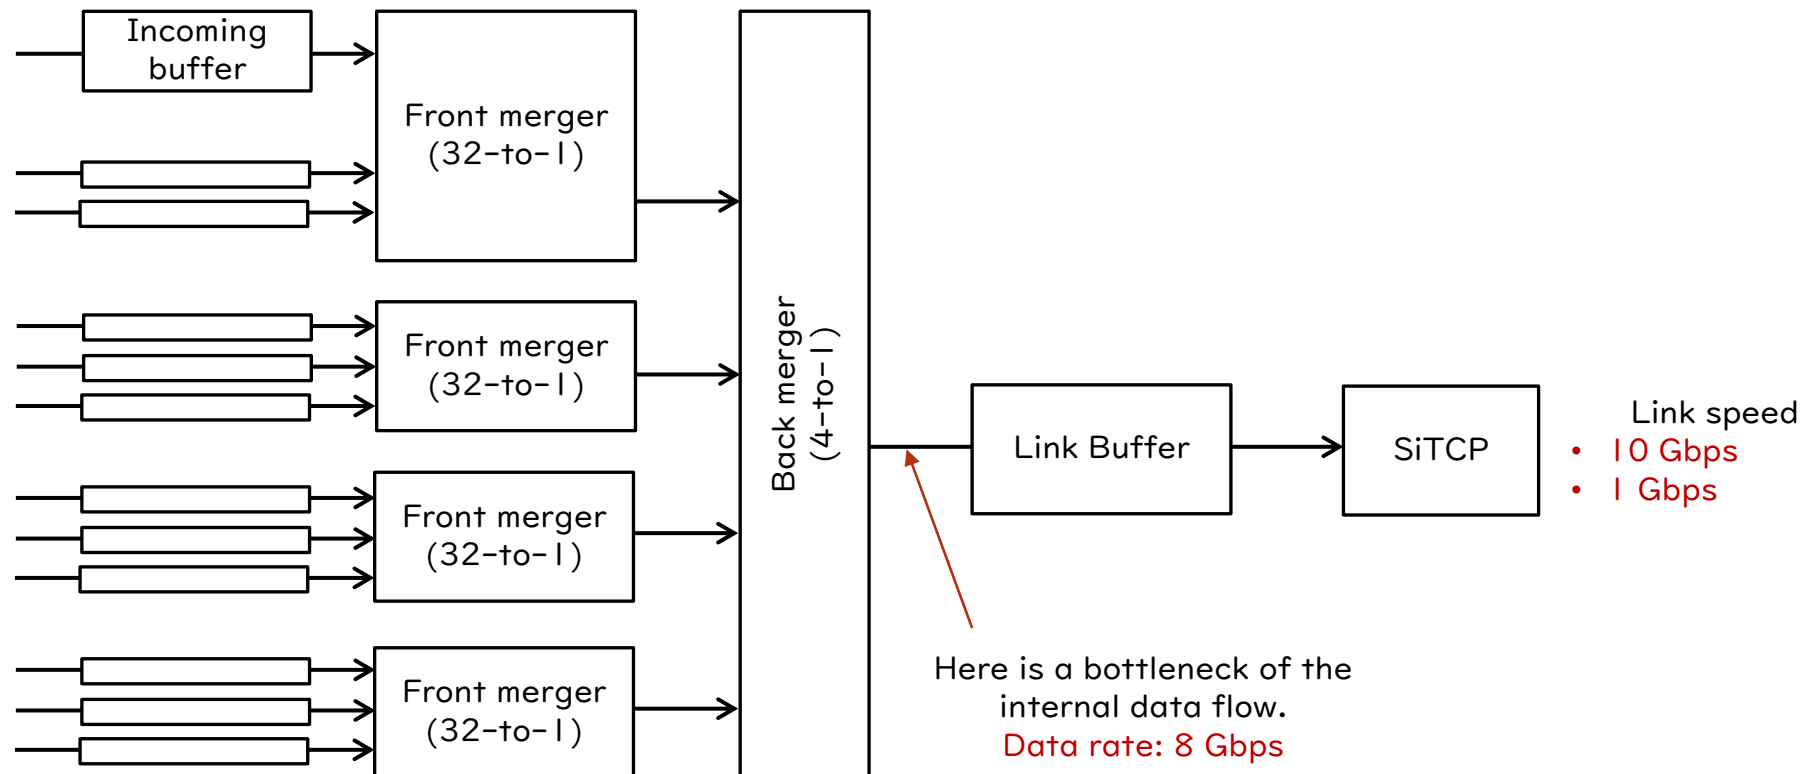 Incoming
buffer
Front merger
(32-to-1)
Front merger
(32-to-1)
Front merger
(32-to-1)
Front merger
(32-to-1)
Back merger
(4-to-1)
Link Buffer
SiTCP
Link speed
• 10 Gbps
• 1 Gbps
Here is a bottleneck of the
internal data flow.
Data rate: 8 Gbps